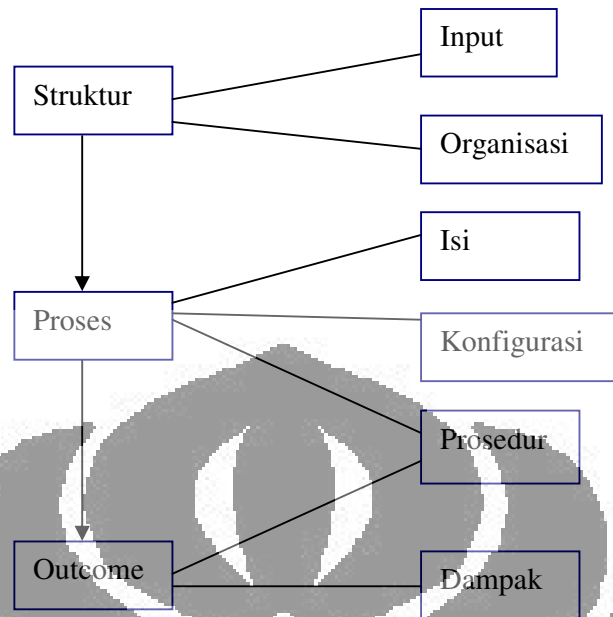 Input
Struktur
Organisasi
Isi
Proses
Konfigurasi
Prosedur
Outcome
Dampak